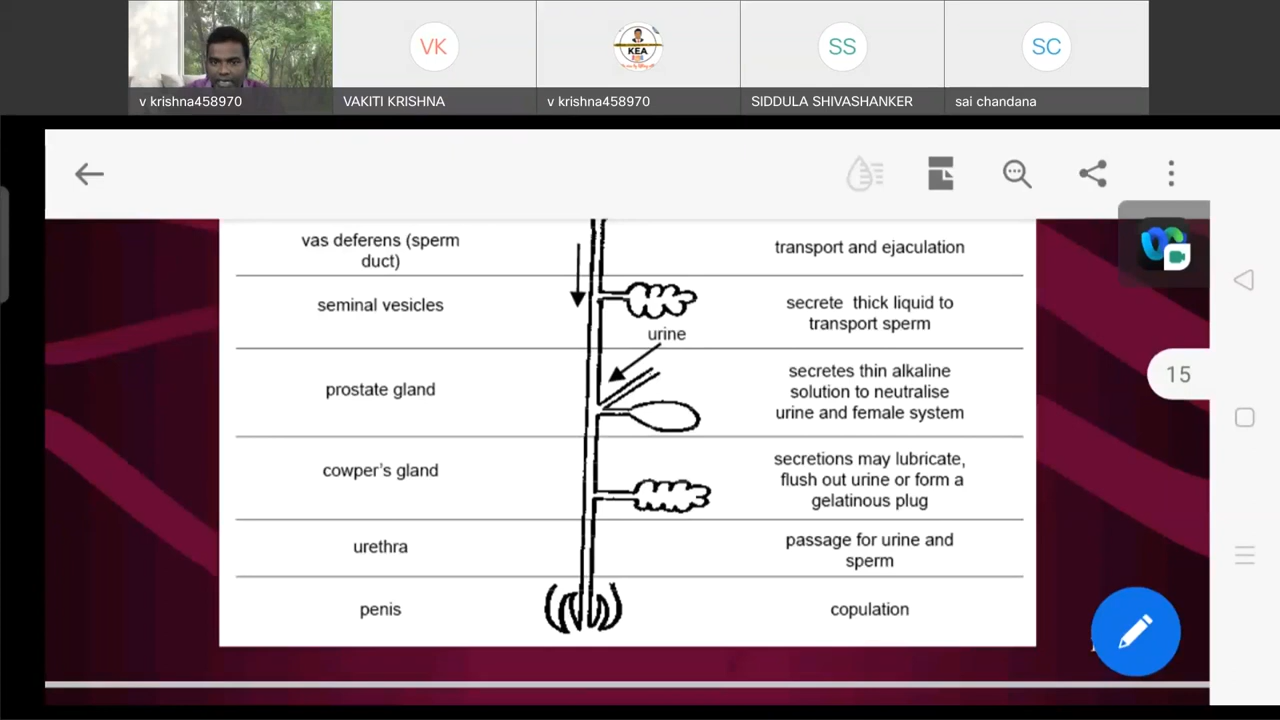 VK
KEA
SS
SC
v krishna458970
VAKITI KRISHNA
v krishna458970
SIDDULA SHIVASHANKER
sai chandana
vas deferens (sperm
duct)
transport and ejaculation
seminal vesicles
secrete thick liquid to
transport sperm
urine
prostate gland
secretes thin alkaline
solution to neutralise
urine and female system
15
cowper's gland
secretions may lubricate,
flush out urine or form a
gelatinous plug
urethra
passage for urine and
sperm
penis
copulation